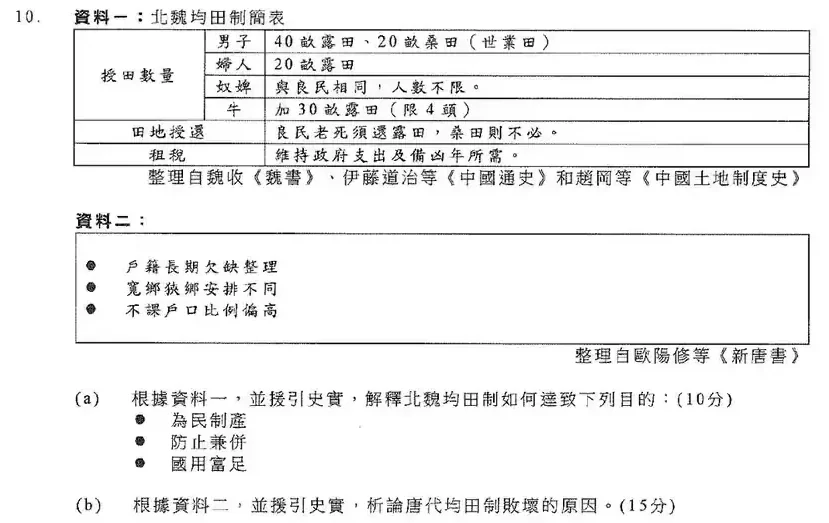 10. 資料一：北魏均田制簡表
授田數量 男子 40畝露田、20畝桑田（世業田）
婦人 20畝露田
奴婢 與良民相同，人數不限。
牛 加30畝露田（限4頭）
田地授還 良民老死須還露田，桑田則不必。
租稅 維持政府支出及備凶年所需。
整理自魏收《魏書》、伊藤道治等《中國通史》和趙岡等《中國土地制度史》
資料二：
● 戶籍長期欠缺整理
● 寬鄉狹鄉安排不同
● 不課戶口比例偏高
整理自歐陽修等《新唐書》
(a) 根據資料一，並援引史實，解釋北魏均田制如何達致下列目的：(10分)
● 為民制產
● 防止兼併
● 國用富足
(b) 根據資料二，並援引史實，析論唐代均田制敗壞的原因。(15分)